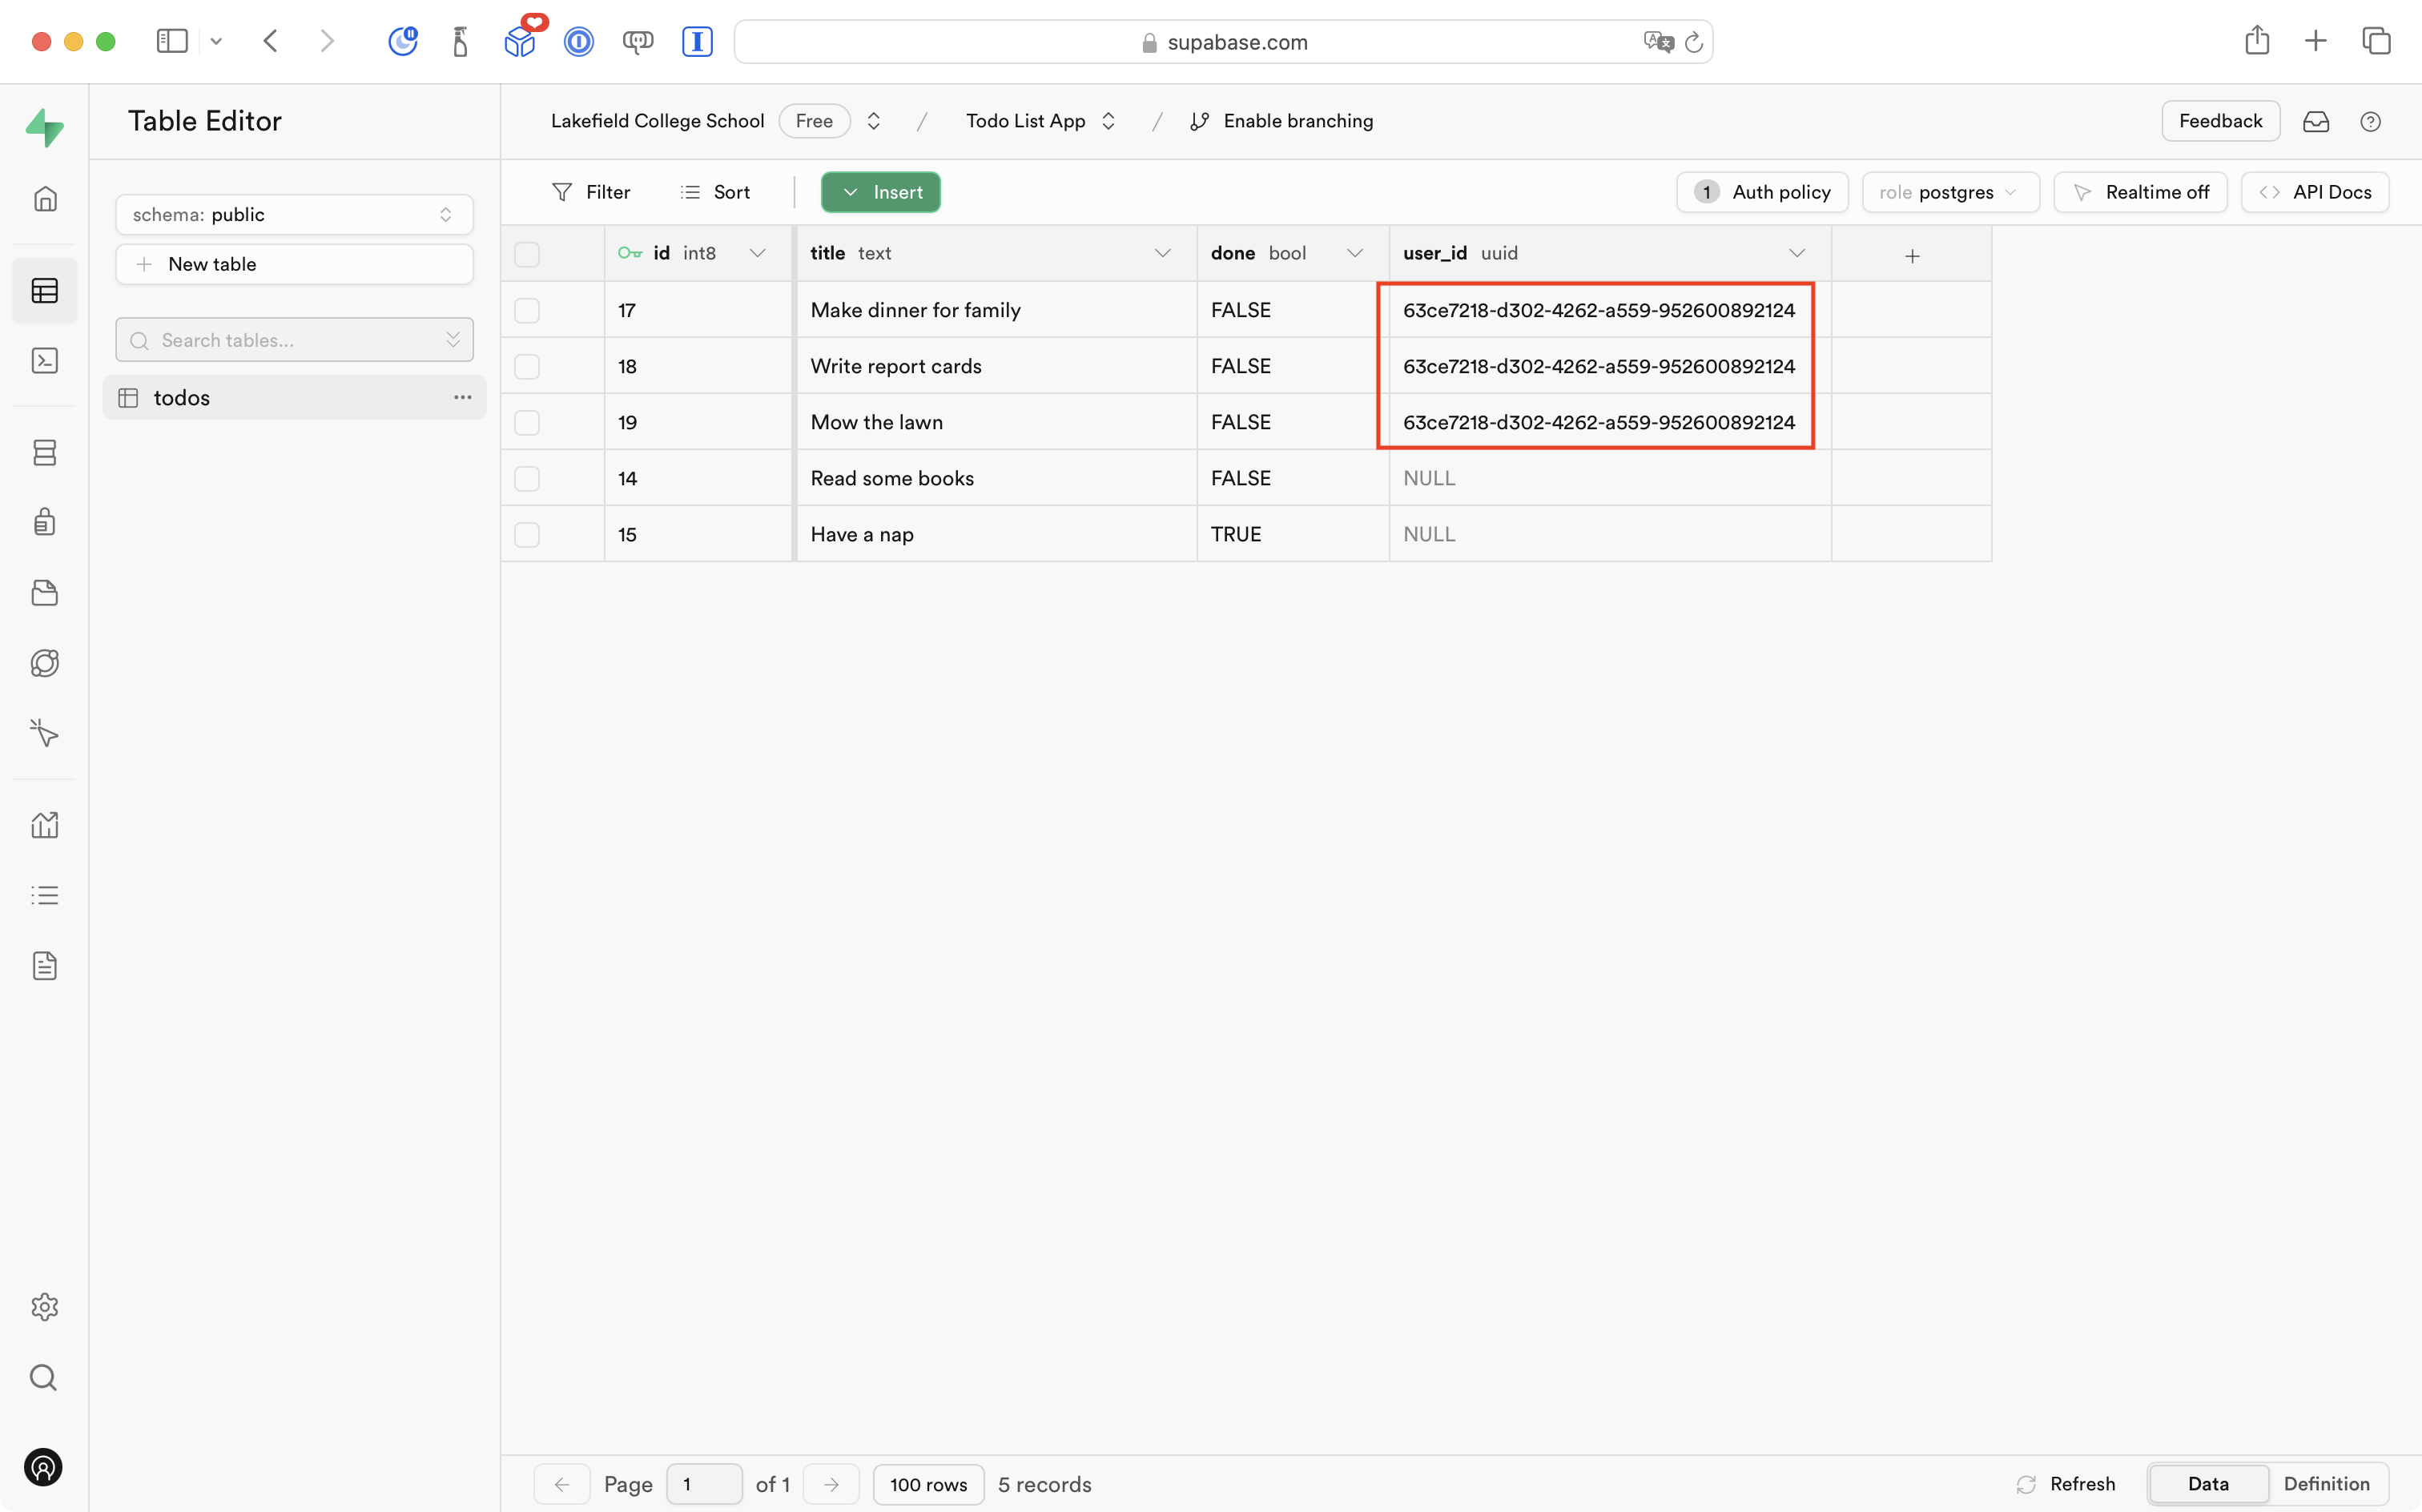 supabase.com
Table Editor
Lakefield College School Free / Todo List App / Enable branching
Feedback
schema: public
New table
Search tables...
todos
Filter Sort Insert
1 Auth policy role postgres Realtime off API Docs
id int8 title text done bool user_id uuid
17 Make dinner for family FALSE 63ce7218-d302-4262-a559-952600892124
18 Write report cards FALSE 63ce7218-d302-4262-a559-952600892124
19 Mow the lawn FALSE 63ce7218-d302-4262-a559-952600892124
14 Read some books FALSE NULL
15 Have a nap TRUE NULL
Page 1 of 1 100 rows 5 records
Refresh Data Definition